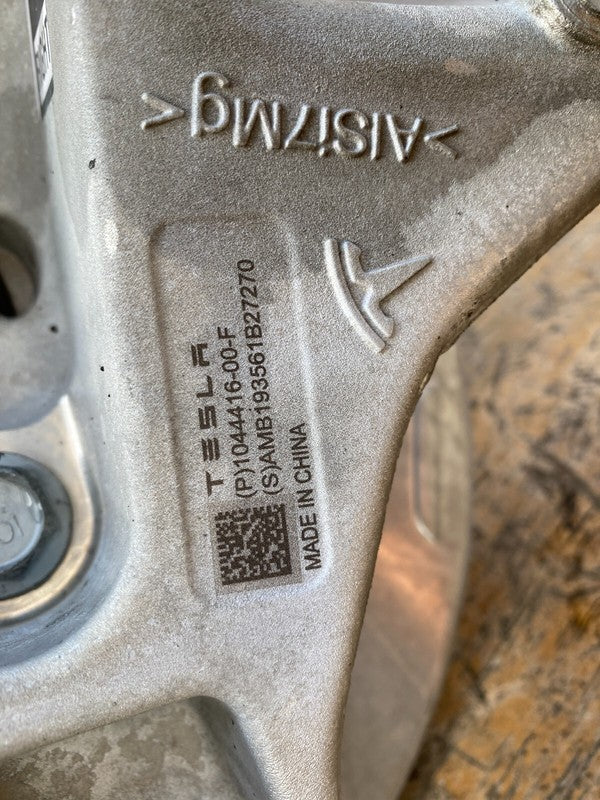 >AlSi7Mg<
TESLA
(P)1044416-00-F
(S)AMB193561B27270
MADE IN CHINA